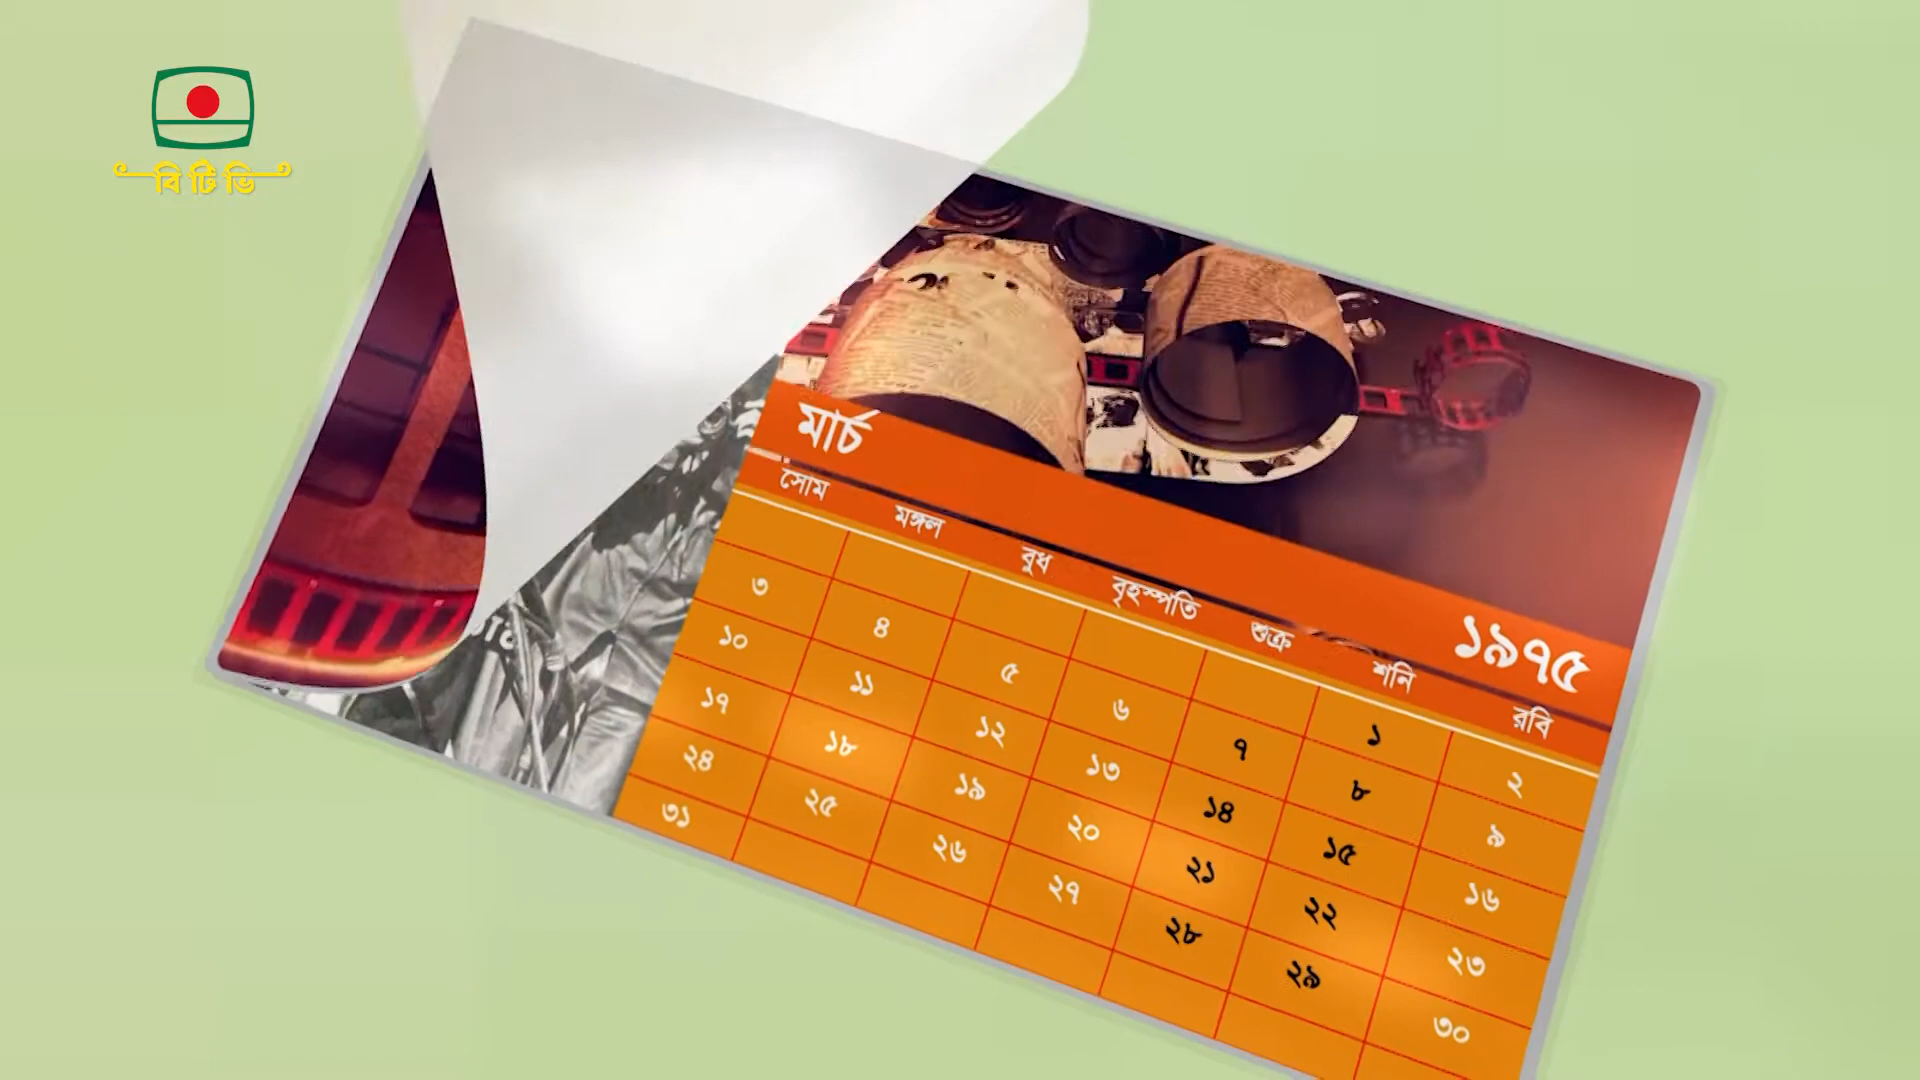 বিটিভি
মার্চ
১৯৭৫
সোম মঙ্গল বুধ বৃহস্পতি শুক্র শনি রবি
১ ২
৩ ৪ ৫ ৬ ৭ ৮ ৯
১০ ১১ ১২ ১৩ ১৪ ১৫ ১৬
১৭ ১৮ ১৯ ২০ ২১ ২২ ২৩
২৪ ২৫ ২৬ ২৭ ২৮ ২৯ ৩০
৩১